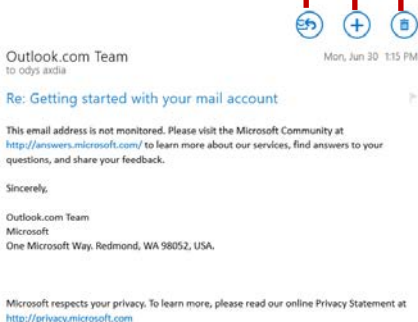 Outlook.com Team
Mon, Jun 30 1:15 PM
to odys axdia
Re: Getting started with your mail account
This email address is not monitored. Please visit the Microsoft Community at
http://answers.microsoft.com/ to learn more about our services, find answers to your
questions, and share your feedback.
Sincerely,
Outlook.com Team
Microsoft
One Microsoft Way. Redmond, WA 98052, USA.
Microsoft respects your privacy. To learn more, please read our online Privacy Statement at
http://privacy.microsoft.com